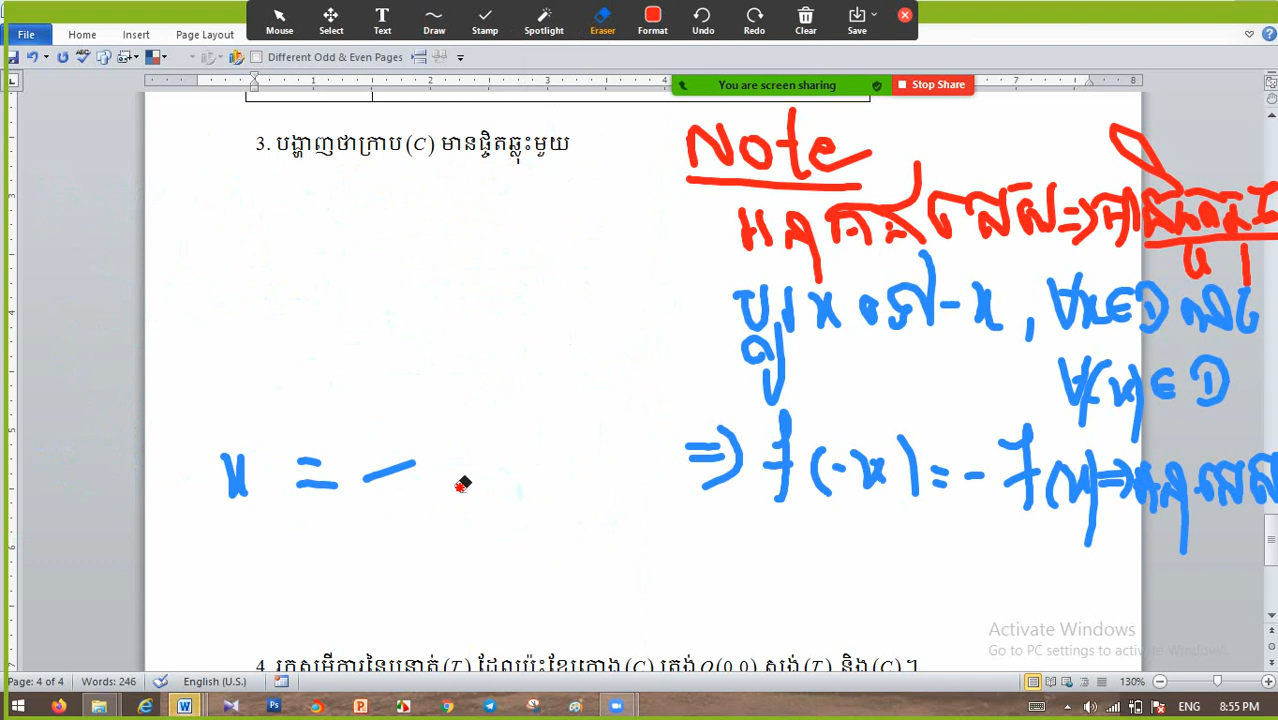 Mouse Select Text Draw Stamp Spotlight Eraser Format Undo Redo Clear Save
File Home Insert Page Layout
Different Odd & Even Pages
You are screen sharing Stop Share
3. បង្ហាញថាក្រាប (C) មានផ្ចិតឆ្លុះមួយ
Note
x -x , ∀x ∈ D
∀(-x) ∈ D
=> f(-x) = -f(x) =>
x = -
4. រកសមីការនៃបន្ទាត់ (T) ដែលប៉ះខ្សែកោង (C) ត្រង់ O(0,0) សង់ (T) និង (C) ។
Activate Windows
Go to PC settings to activate Windows.
Page: 4 of 4 Words: 246 English (U.S.) 130%
ENG 8:55 PM